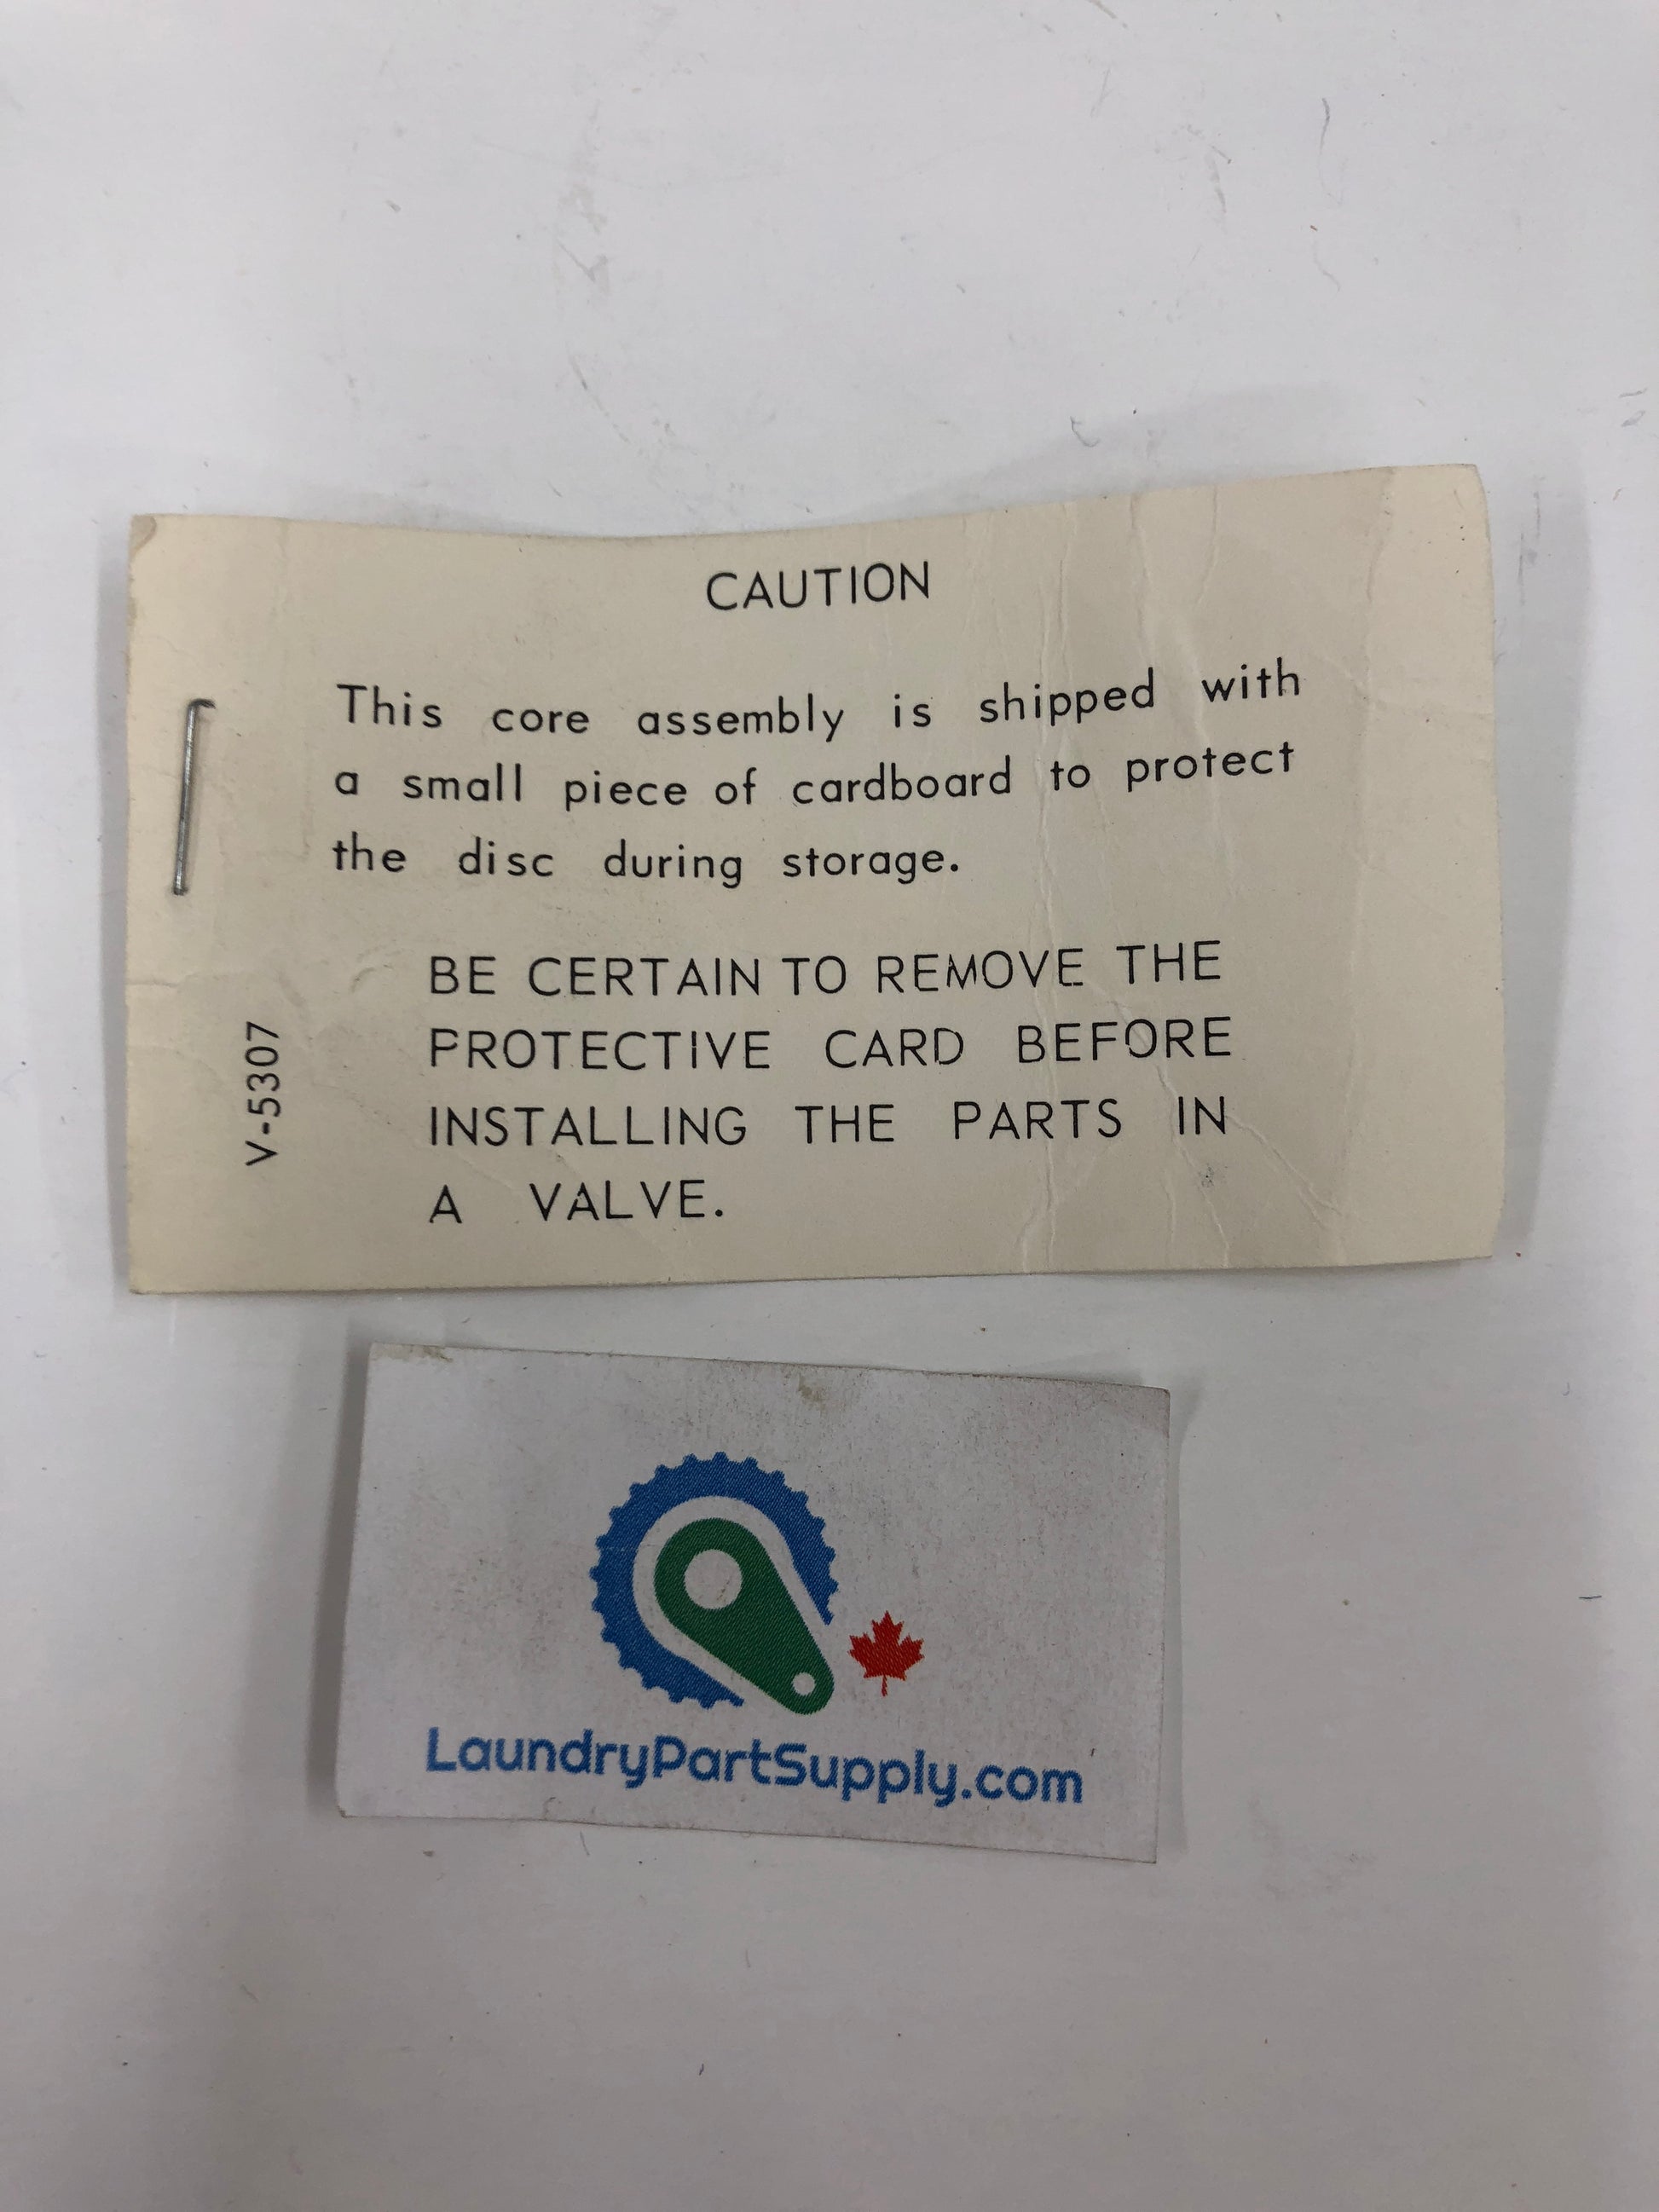 CAUTION
This core assembly is shipped with
a small piece of cardboard to protect
the disc during storage.
BE CERTAIN TO REMOVE THE
PROTECTIVE CARD BEFORE
INSTALLING THE PARTS IN
A VALVE.
V-5307
LaundryPartSupply.com